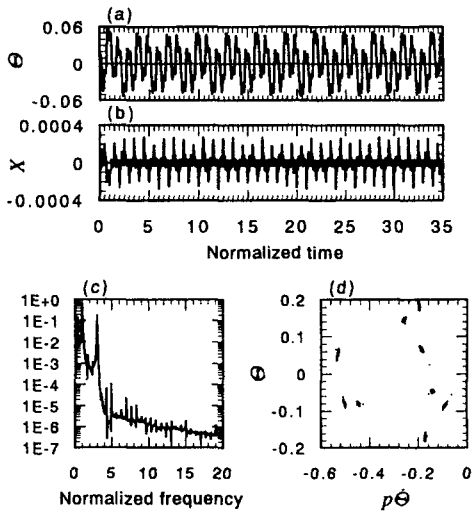 (a)
0.06
Θ
0
-0.06
(b)
0.0004
X
0
-0.0004
0 5 10 15 20 25 30 35
Normalized time
(c)
1E+0
1E-1
1E-2
1E-3
1E-4
1E-5
1E-6
1E-7
0 5 10 15 20
Normalized frequency
(d)
0.2
0.1
Θ
0
-0.1
-0.2
-0.6 -0.4 -0.2 0
pΘ̇